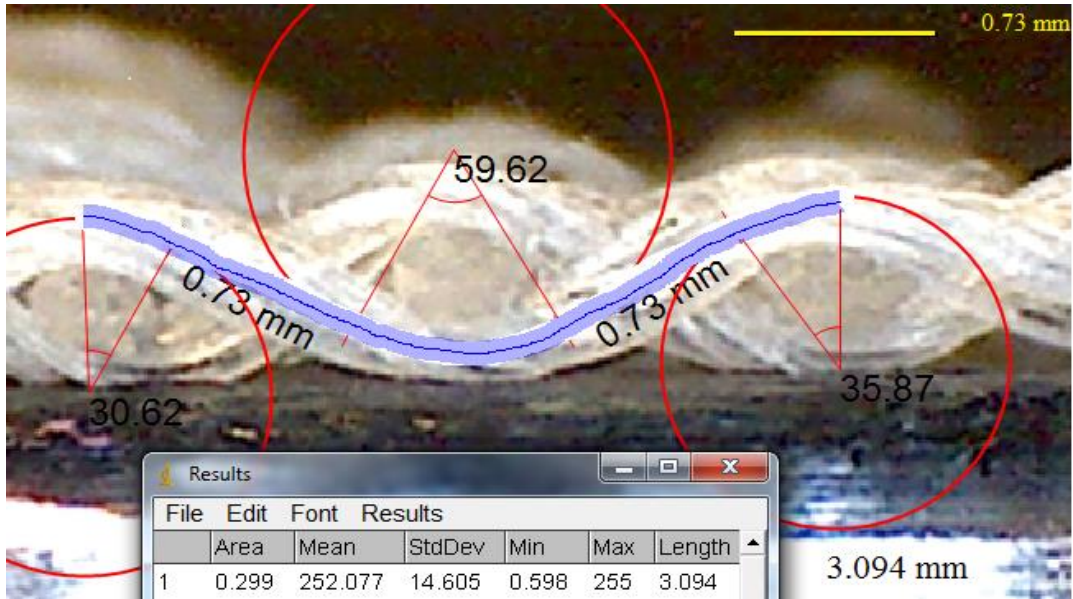 0.73 mm
59.62
0.73 mm
0.73 mm
30.62
35.87
Results
File Edit Font Results
Area Mean StdDev Min Max Length
1 0.299 252.077 14.605 0.598 255 3.094
3.094 mm